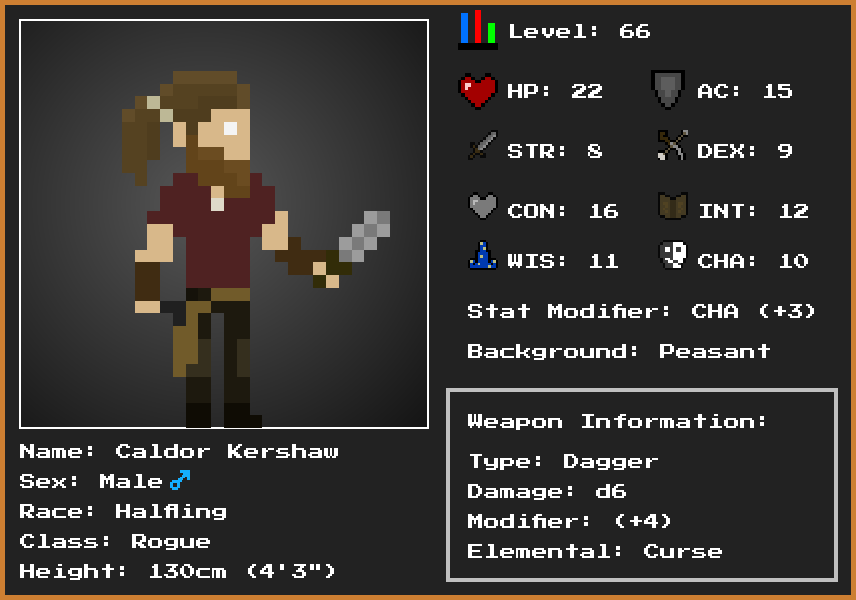 Level: 66
HP: 22
AC: 15
STR: 8
DEX: 9
CON: 16
INT: 12
WIS: 11
CHA: 10
Stat Modifier: CHA (+3)
Background: Peasant
Weapon Information:
Type: Dagger
Damage: d6
Modifier: (+4)
Elemental: Curse
Name: Caldor Kershaw
Sex: Male♂
Race: Halfling
Class: Rogue
Height: 130cm (4'3")